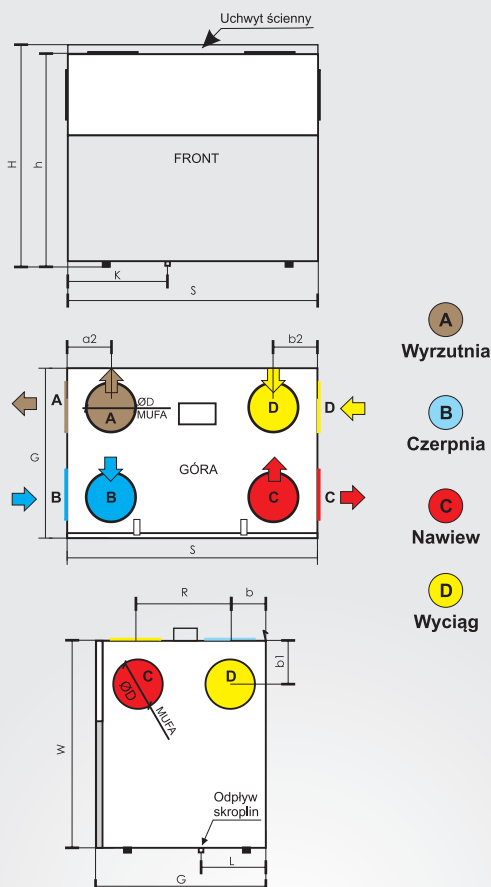 Uchwyt ścienny
H
h
FRONT
K
S
a2
b2
A
Wyrzutnia
A
ØD
MUFA
A
D
D
B
Czerpnia
G
GÓRA
B
B
C
C
C
Nawiew
S
D
Wyciąg
R
b
b1
C
D
ØD
MUFA
W
Odpływ
skroplin
L
G